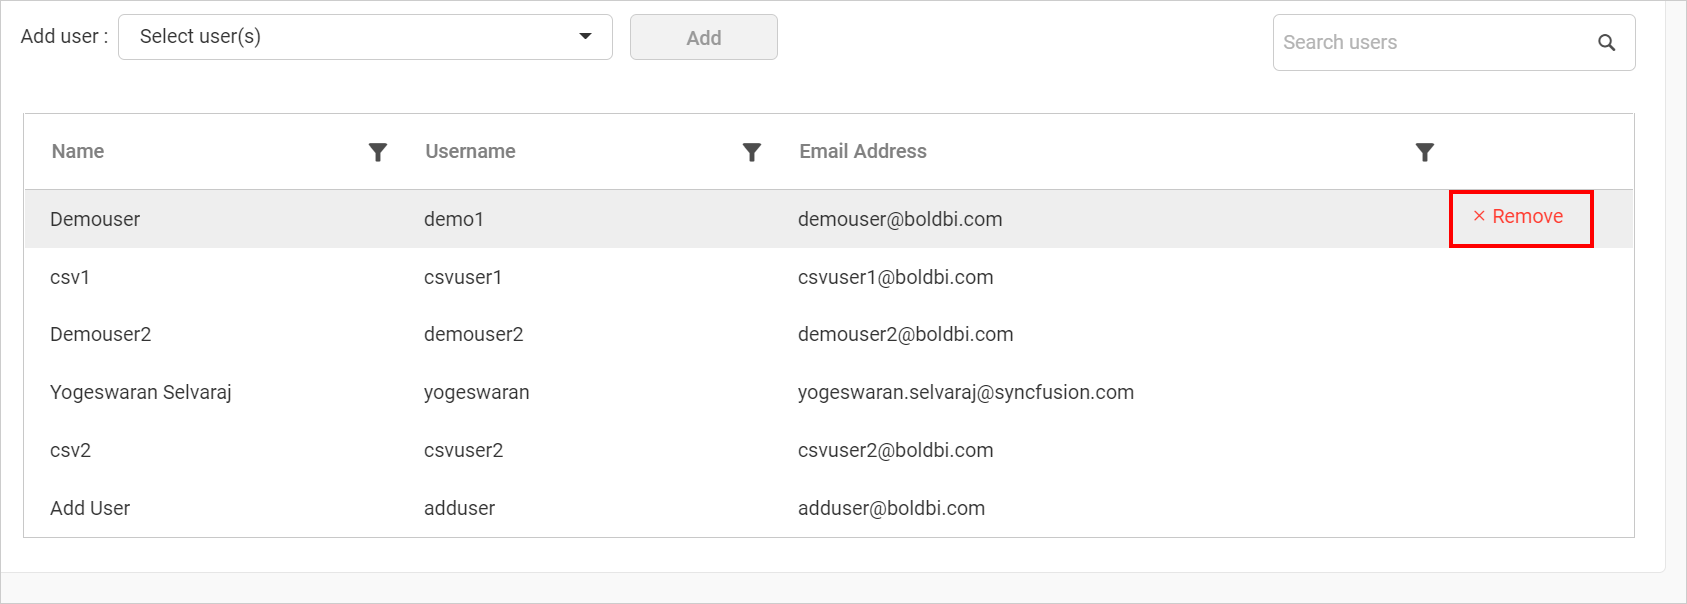 Add user : Select user(s) Add Search users
Name Username Email Address
Demouser demo1 demouser@boldbi.com × Remove
csv1 csvuser1 csvuser1@boldbi.com
Demouser2 demouser2 demouser2@boldbi.com
Yogeswaran Selvaraj yogeswaran yogeswaran.selvaraj@syncfusion.com
csv2 csvuser2 csvuser2@boldbi.com
Add User adduser adduser@boldbi.com